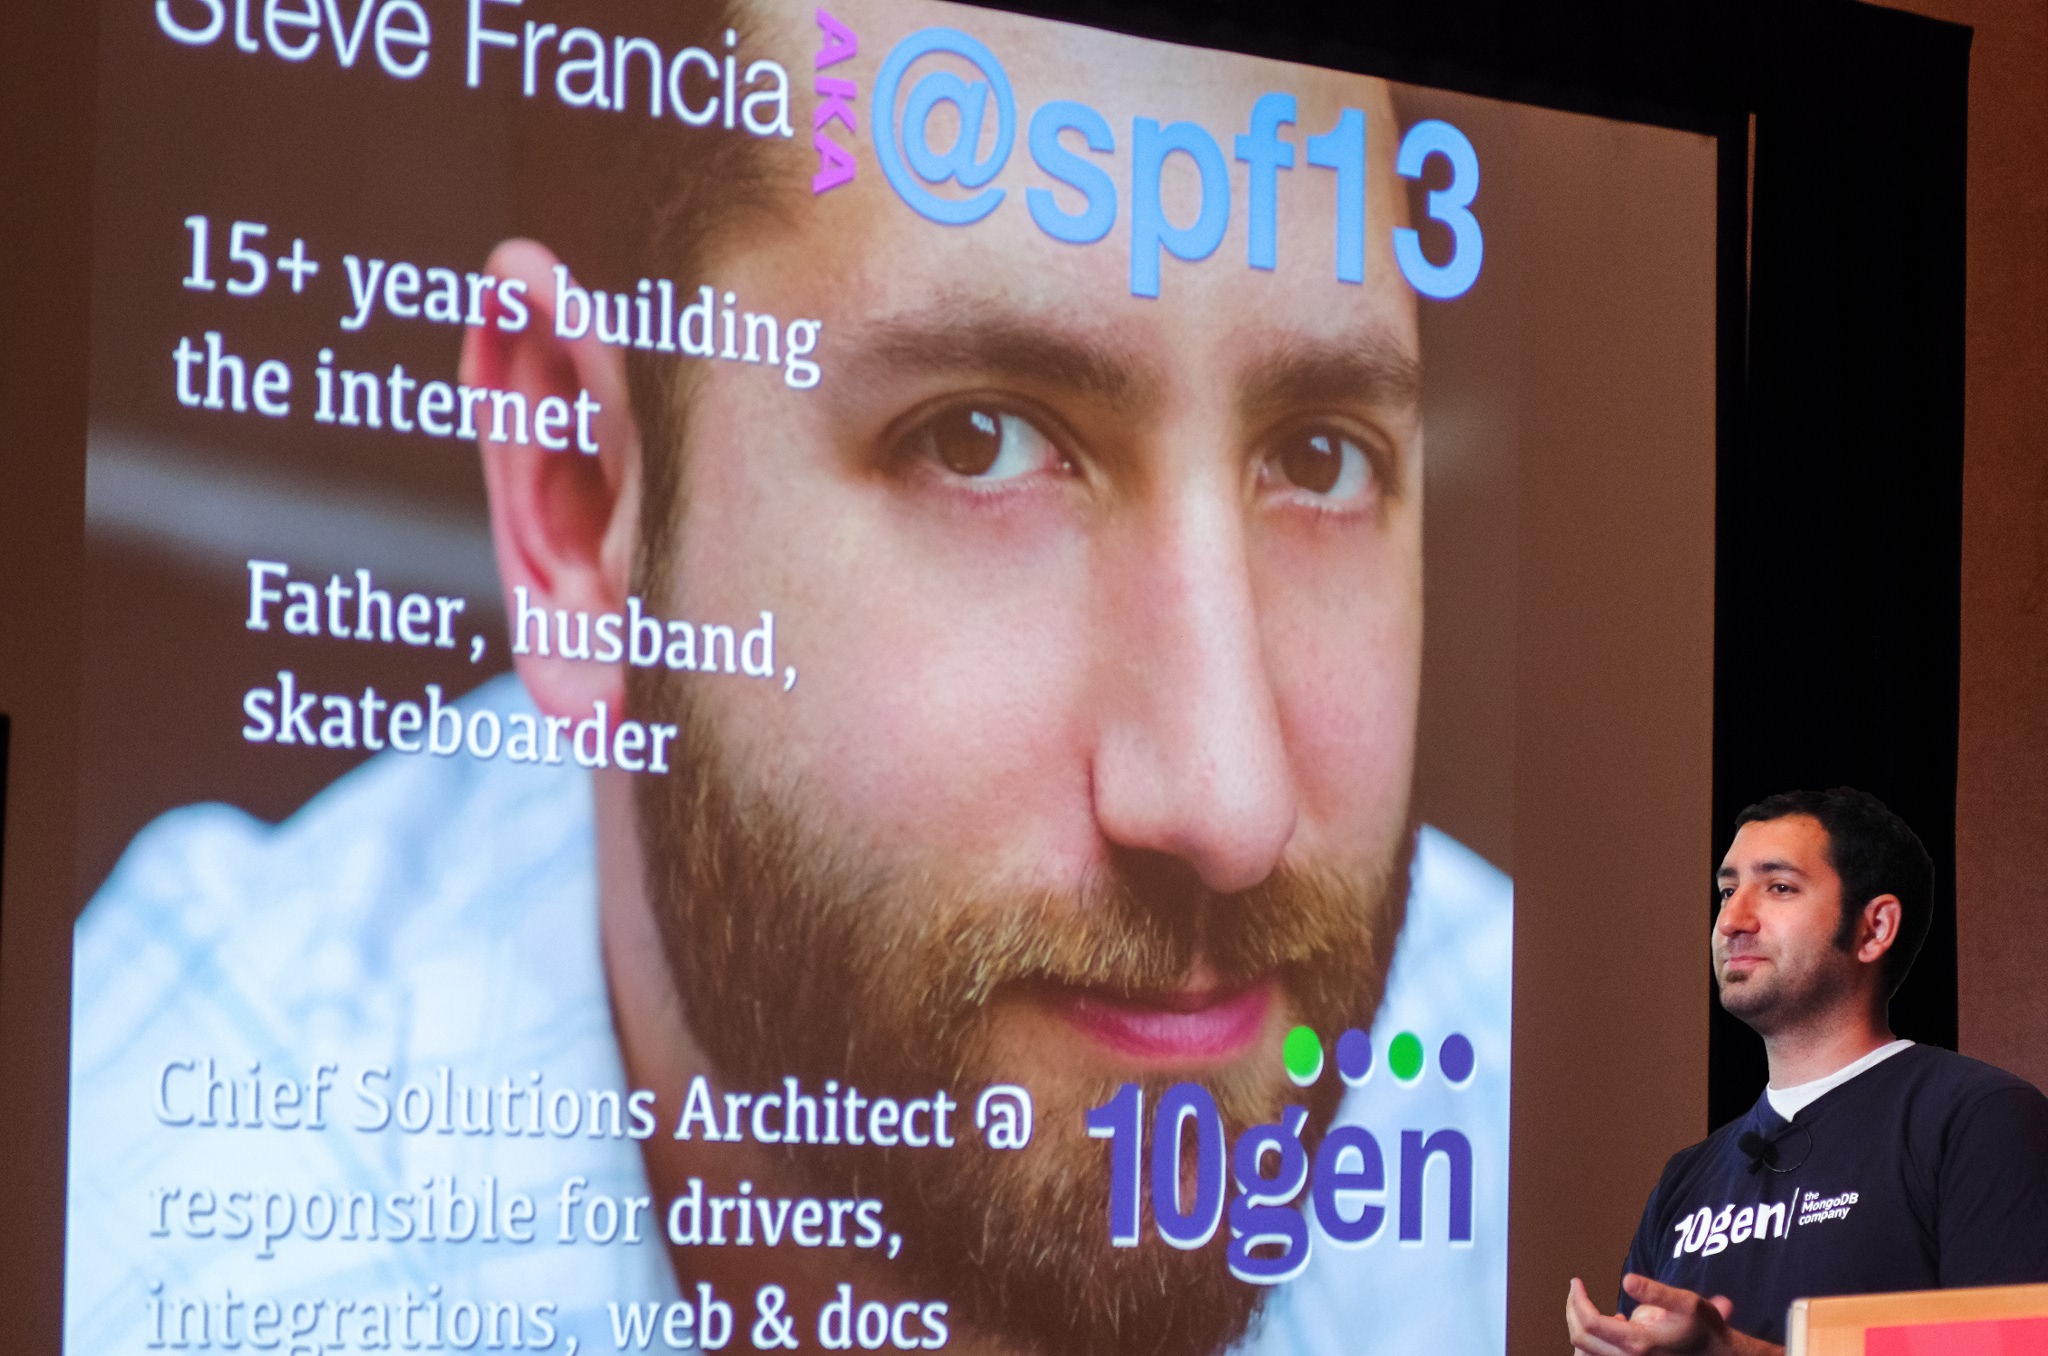 Steve Francia AKA @spf13
15+ years building
the internet
Father, husband,
skateboarder
Chief Solutions Architect @ 10gen
responsible for drivers,
integrations, web & docs
10gen the MongoDB company